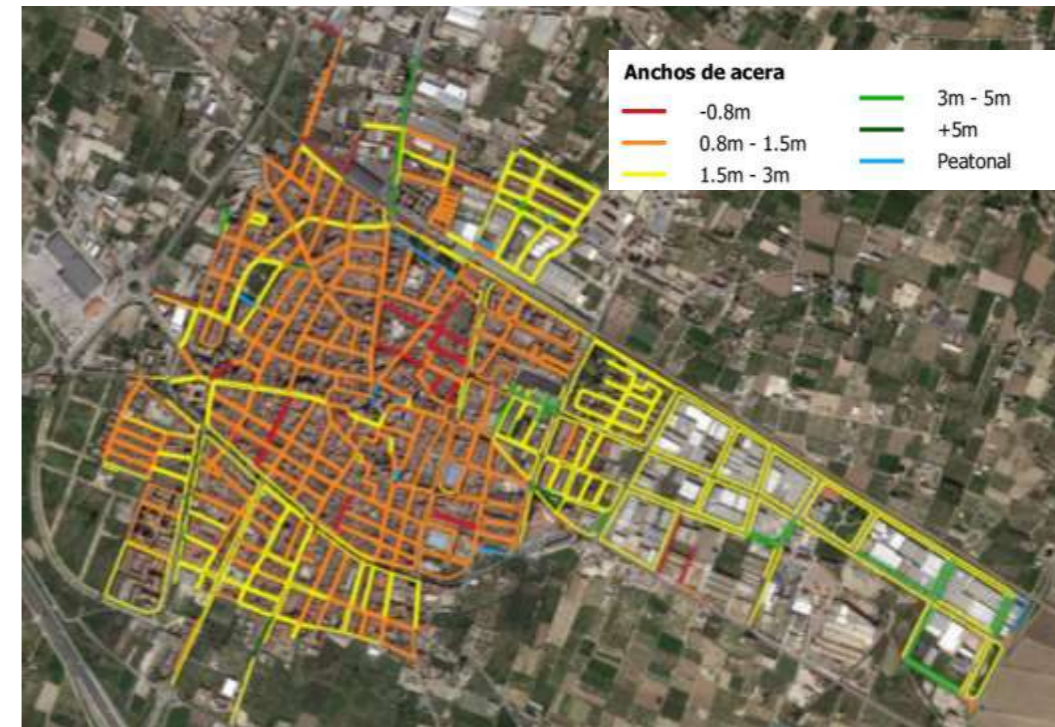 Anchos de acera
-0.8m
0.8m - 1.5m
1.5m - 3m
3m - 5m
+5m
Peatonal